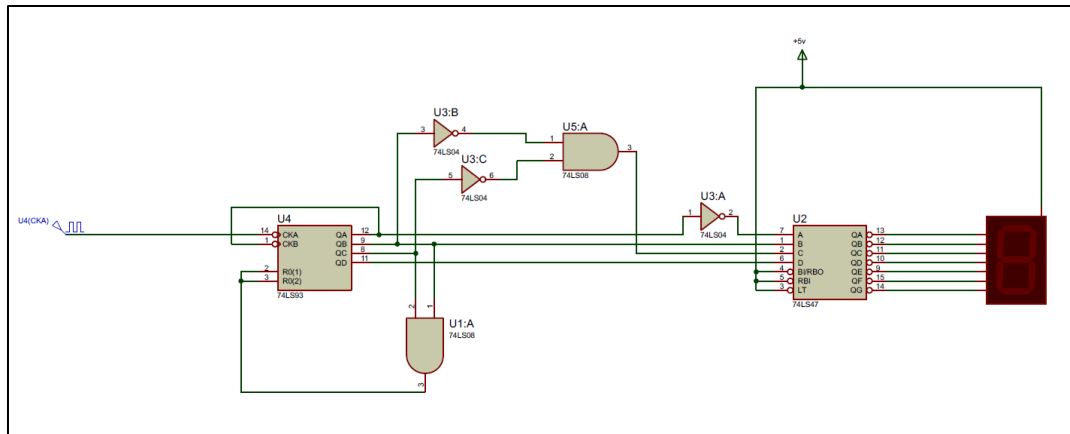 +5v
U3:B
3 4
74LS04
U5:A
1
2
3
74LS08
U3:C
5 6
74LS04
U3:A
1 2
74LS04
U4(CKA)
U4
14 CKA QA 12
1 CKB QB 9
QC 8
QD 11
2 R0(1)
3 R0(2)
74LS93
U2
7 A QA 13
1 B QB 12
2 C QC 11
6 D QD 10
4 BI/RBO QE 9
5 RBI QF 15
3 LT QG 14
74LS47
2 1
U1:A
74LS08
3